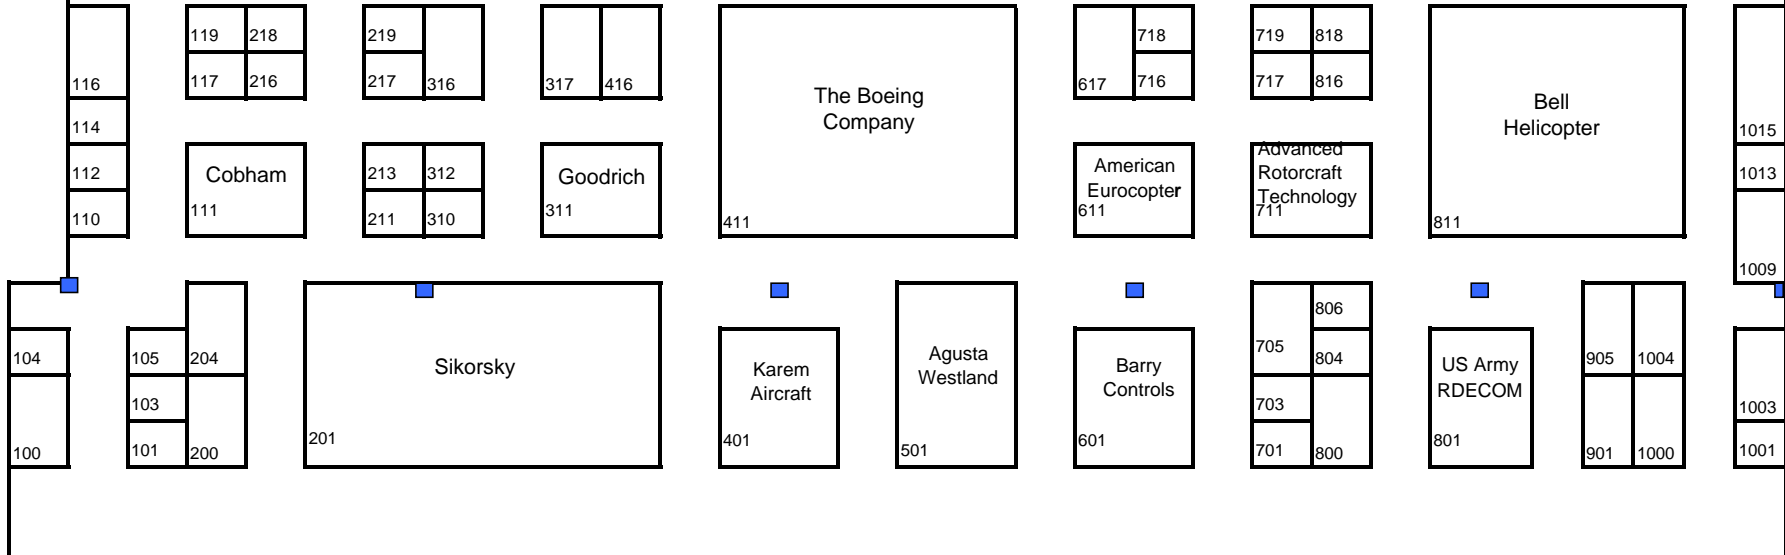 119 218
219
718
719 818
116
117 216
217 316
317 416
The Boeing
Company
617 716
717 816
Bell
Helicopter
114
1015
112
Cobham
111
213 312
Goodrich
311
American
Eurocopter
611
Advanced
Rotorcraft
Technology
711
1013
110
211 310
411
811
1009
806
104
105 204
Sikorsky
201
Karem
Aircraft
401
Agusta
Westland
501
Barry
Controls
601
705 804
US Army
RDECOM
801
905 1004
103
703
1003
100
101 200
701 800
901 1000
1001